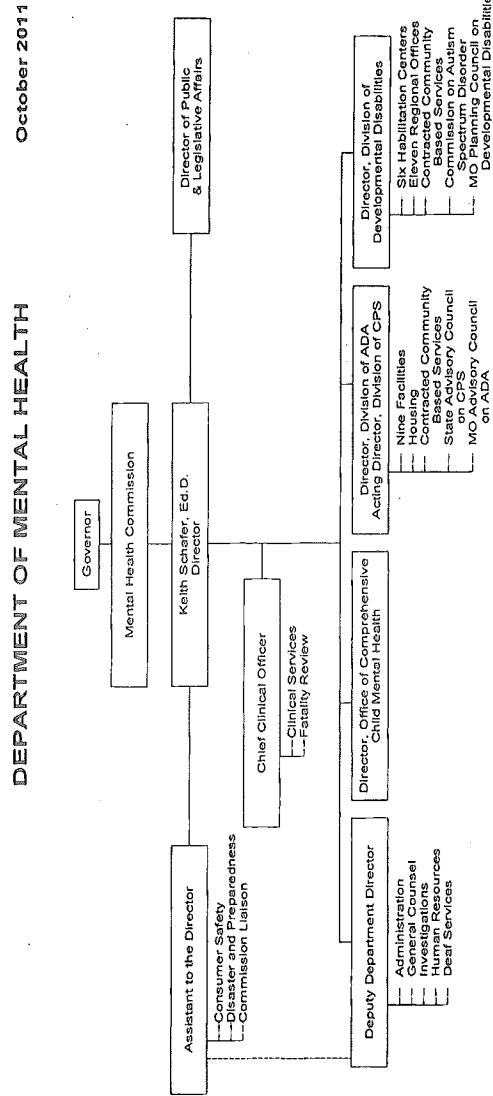 DEPARTMENT OF MENTAL HEALTH
October 2011
Governor
Mental Health Commission
Keith Schafer, Ed.D.
Director
Director of Public
& Legislative Affairs
Assistant to the Director
Consumer Safety
Disaster and Preparedness
Commission Liaison
Chief Clinical Officer
Clinical Services
Fatality Review
Deputy Department Director
Administration
General Counsel
Investigations
Human Resources
Deaf Services
Director, Office of Comprehensive
Child Mental Health
Director, Division of ADA
Acting Director, Division of CPS
Nine Facilities
Housing
Contracted Community
Based Services
State Advisory Council
on CPS
MO Advisory Council
on ADA
Director, Division of
Developmental Disabilities
Six Habilitation Centers
Eleven Regional Offices
Contracted Community
Based Services
Commission on Autism
Spectrum Disorder
MO Planning Council on
Developmental Disabilities